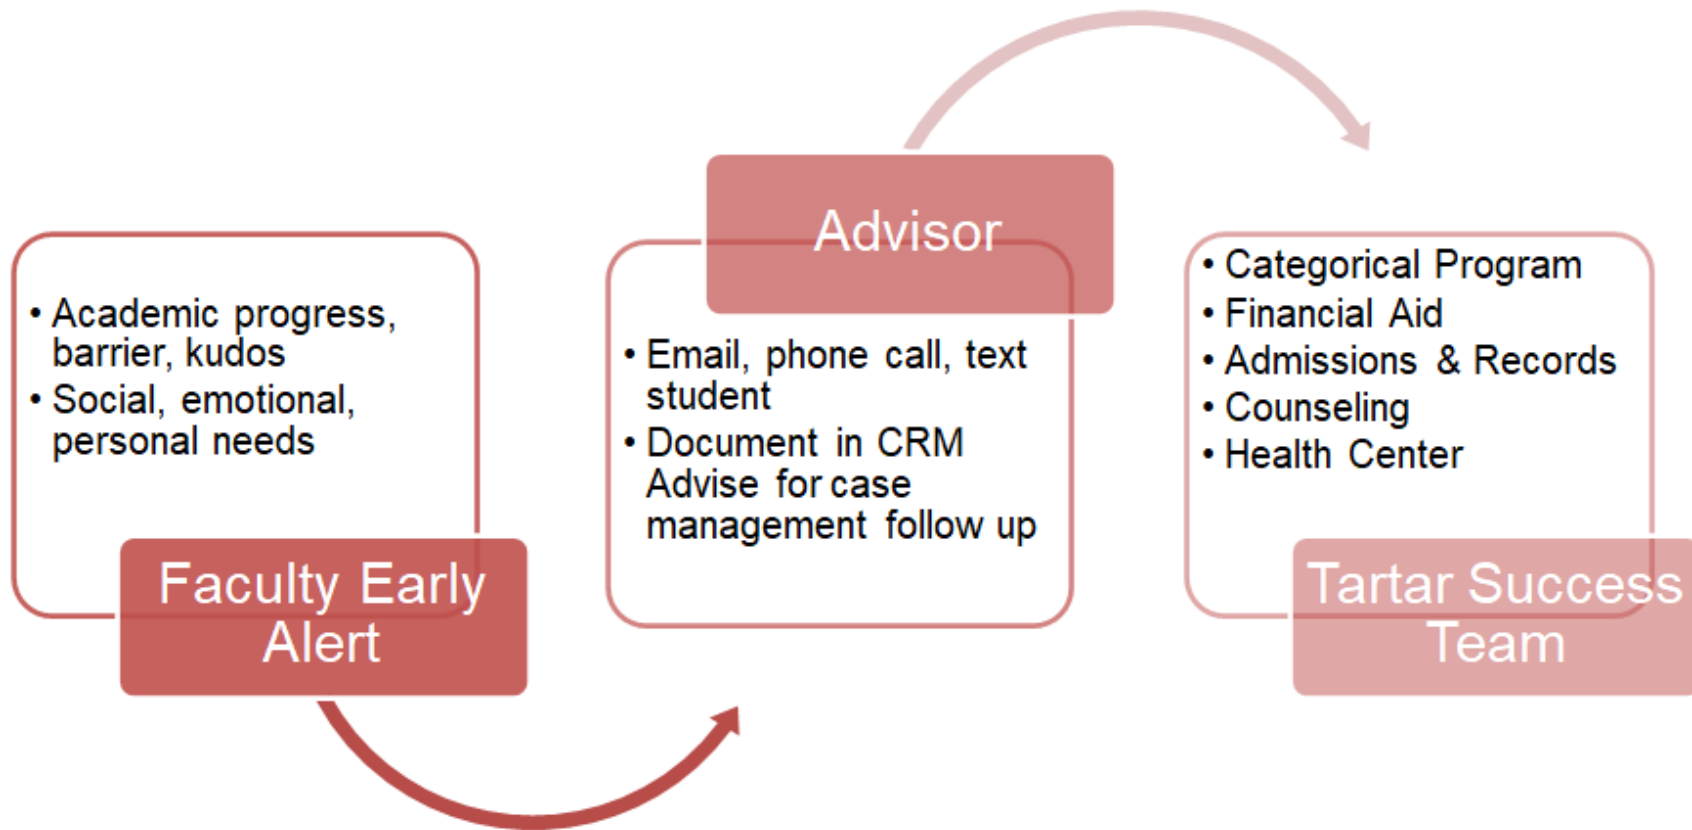 • Academic progress,
barrier, kudos
• Social, emotional,
personal needs
Faculty Early
Alert
Advisor
• Email, phone call, text
student
• Document in CRM
Advise for case
management follow up
• Categorical Program
• Financial Aid
• Admissions & Records
• Counseling
• Health Center
Tartar Success
Team